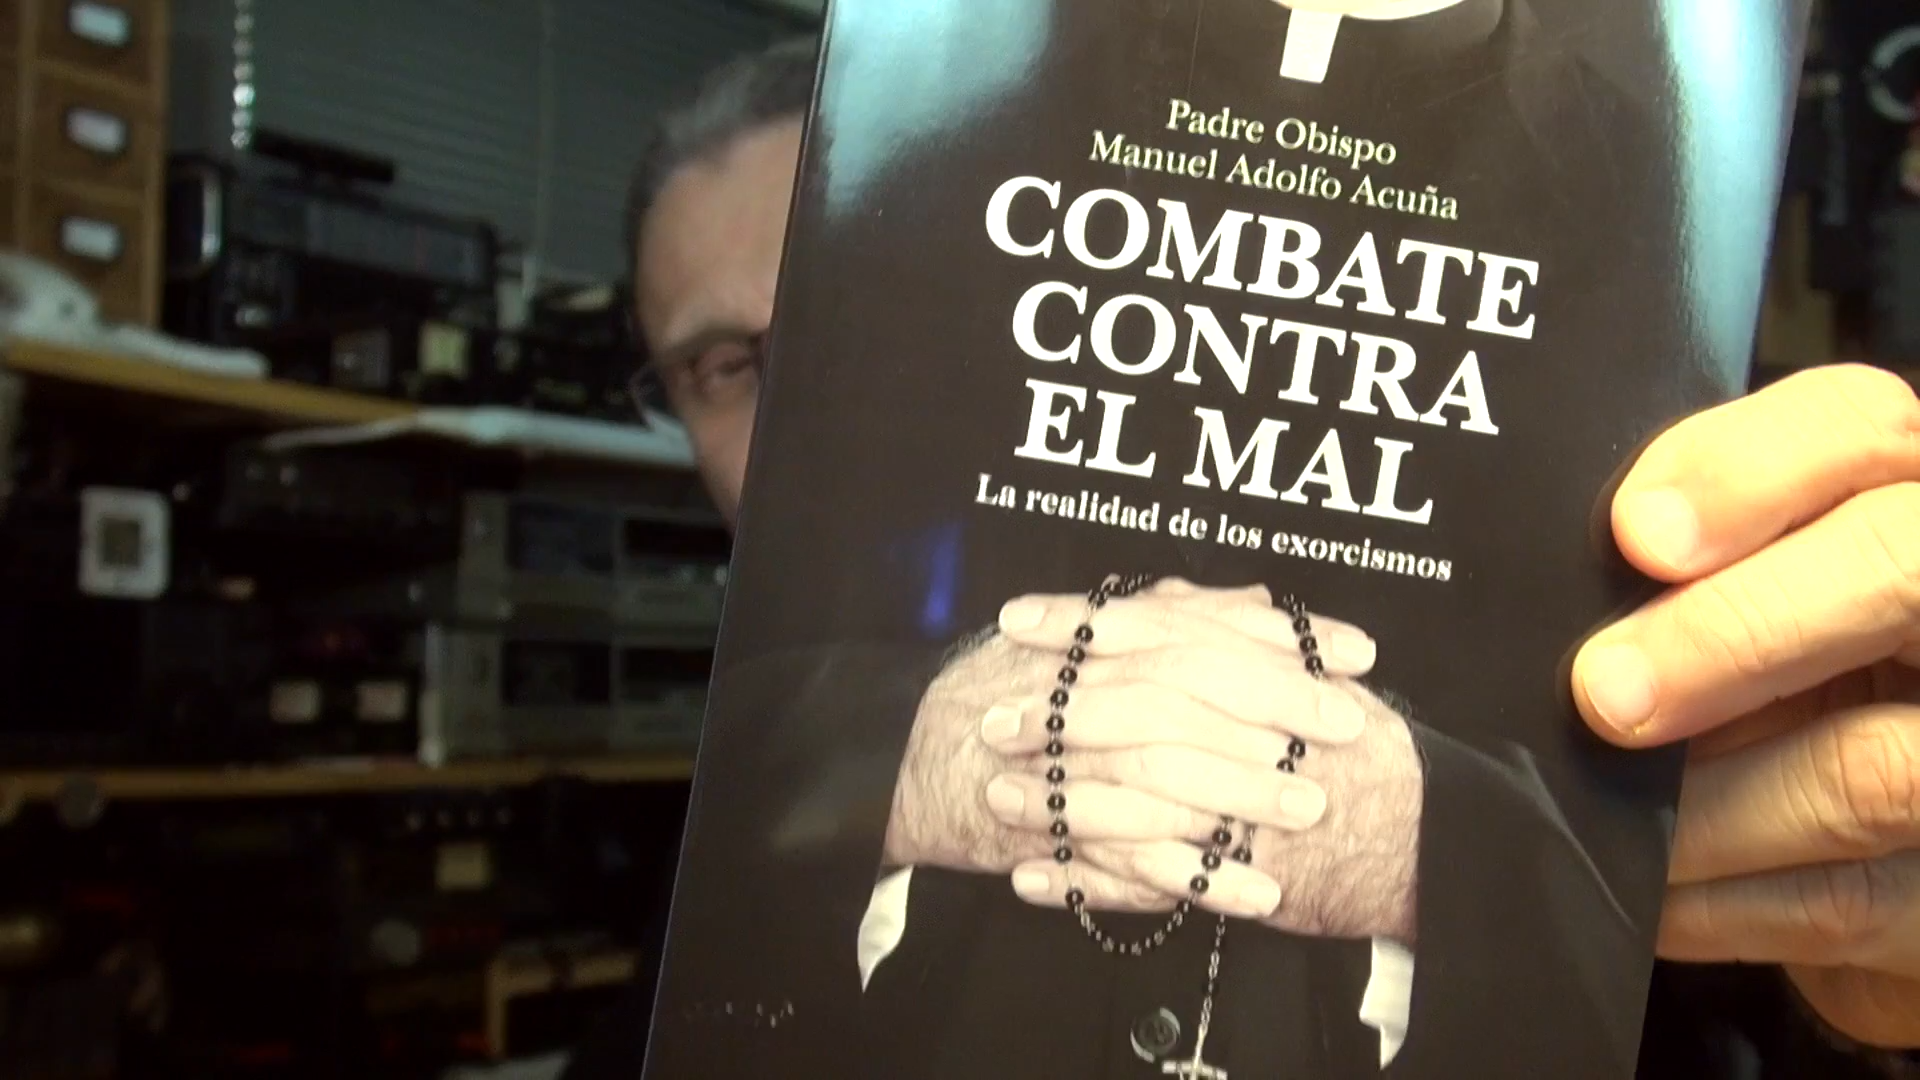 Padre Obispo
Manuel Adolfo Acuña
COMBATE
CONTRA
EL MAL
La realidad de los exorcismos